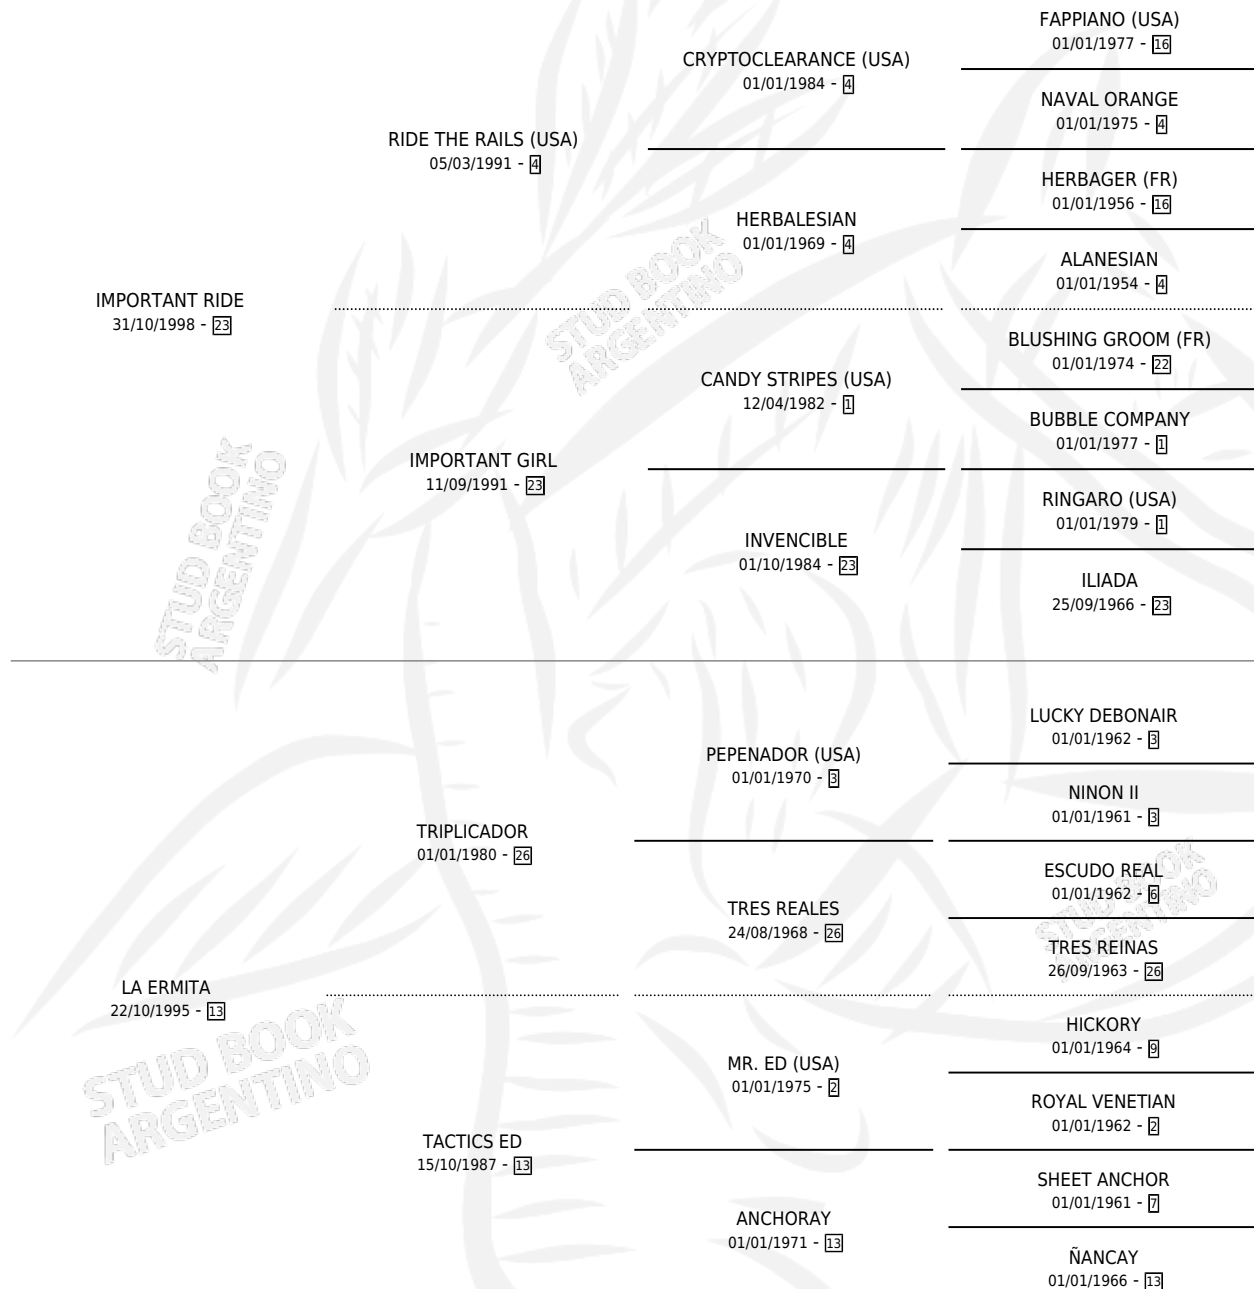 FAPPIANO (USA)
01/01/1977 - 16
CRYPTOCLEARANCE (USA)
01/01/1984 - 4
NAVAL ORANGE
01/01/1975 - 4
RIDE THE RAILS (USA)
05/03/1991 - 4
HERBAGER (FR)
01/01/1956 - 16
HERBALESIAN
01/01/1969 - 4
ALANESIAN
01/01/1954 - 4
IMPORTANT RIDE
31/10/1998 - 23
BLUSHING GROOM (FR)
01/01/1974 - 22
CANDY STRIPES (USA)
12/04/1982 - 1
BUBBLE COMPANY
01/01/1977 - 1
IMPORTANT GIRL
11/09/1991 - 23
RINGARO (USA)
01/01/1979 - 1
INVENCIBLE
01/10/1984 - 23
ILIADA
25/09/1966 - 23
LUCKY DEBONAIR
01/01/1962 - 3
PEPENADOR (USA)
01/01/1970 - 3
NINON II
01/01/1961 - 3
TRIPLICADOR
01/01/1980 - 26
ESCUDO REAL
01/01/1962 - 6
TRES REALES
24/08/1968 - 26
TRES REINAS
26/09/1963 - 26
LA ERMITA
22/10/1995 - 13
HICKORY
01/01/1964 - 9
MR. ED (USA)
01/01/1975 - 2
ROYAL VENETIAN
01/01/1962 - 2
TACTICS ED
15/10/1987 - 13
SHEET ANCHOR
01/01/1961 - 7
ANCHORAY
01/01/1971 - 13
ÑANCAY
01/01/1966 - 13
STUD BOOK
ARGENTINO
STUD BOOK
ARGENTINO
STUD BOOK
ARGENTINO
STUD BOOK
ARGENTINO